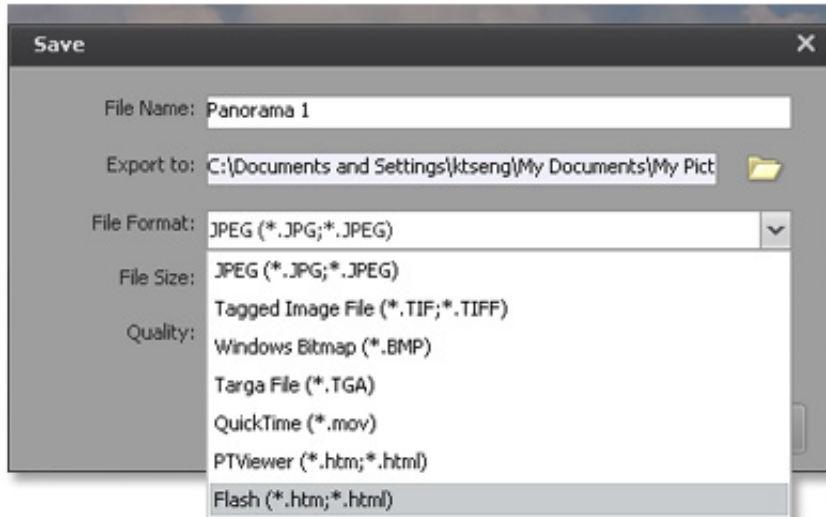 Save
File Name: Panorama 1
Export to: C:\Documents and Settings\ktseng\My Documents\My Pict
File Format: JPEG (*.JPG;*.JPEG)
File Size:
Quality:
JPEG (*.JPG;*.JPEG)
Tagged Image File (*.TIF;*.TIFF)
Windows Bitmap (*.BMP)
Targa File (*.TGA)
QuickTime (*.mov)
PTViewer (*.htm;*.html)
Flash (*.htm;*.html)